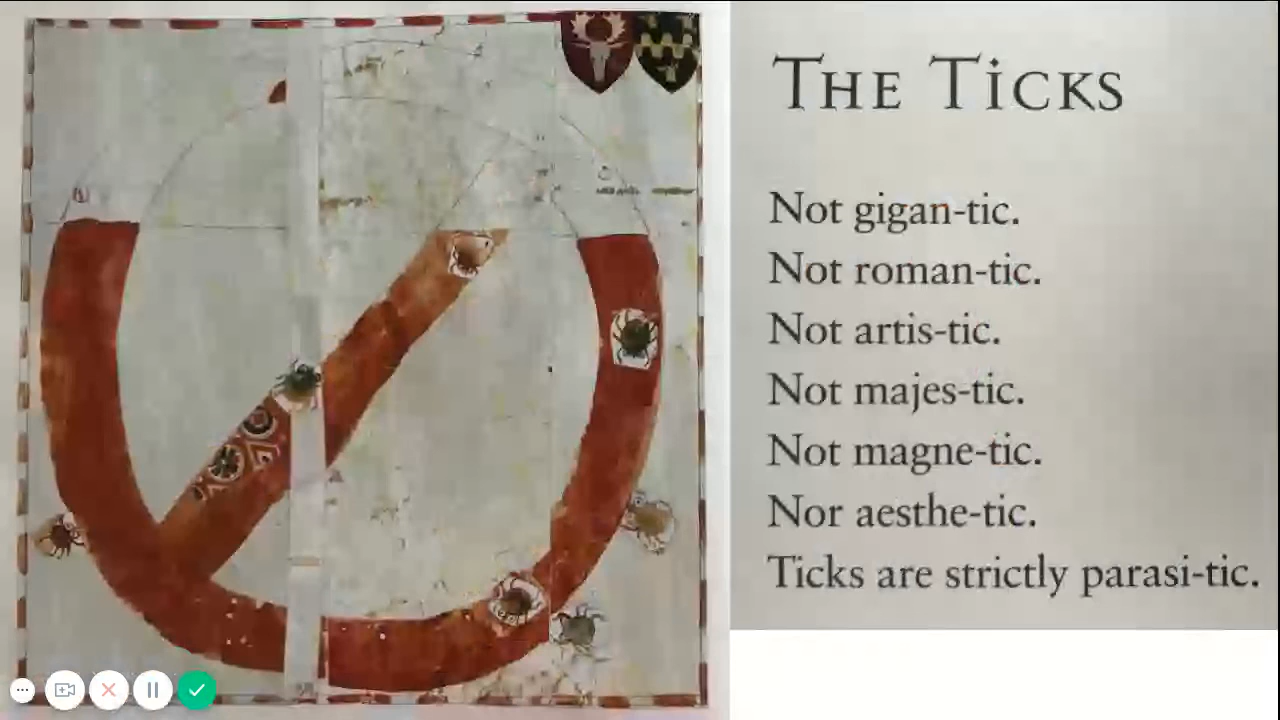 THE TiCKS
Not gigan-tic.
Not roman-tic.
Not artis-tic.
Not majes-tic.
Not magne-tic.
Nor aesthe-tic.
Ticks are strictly parasi-tic.